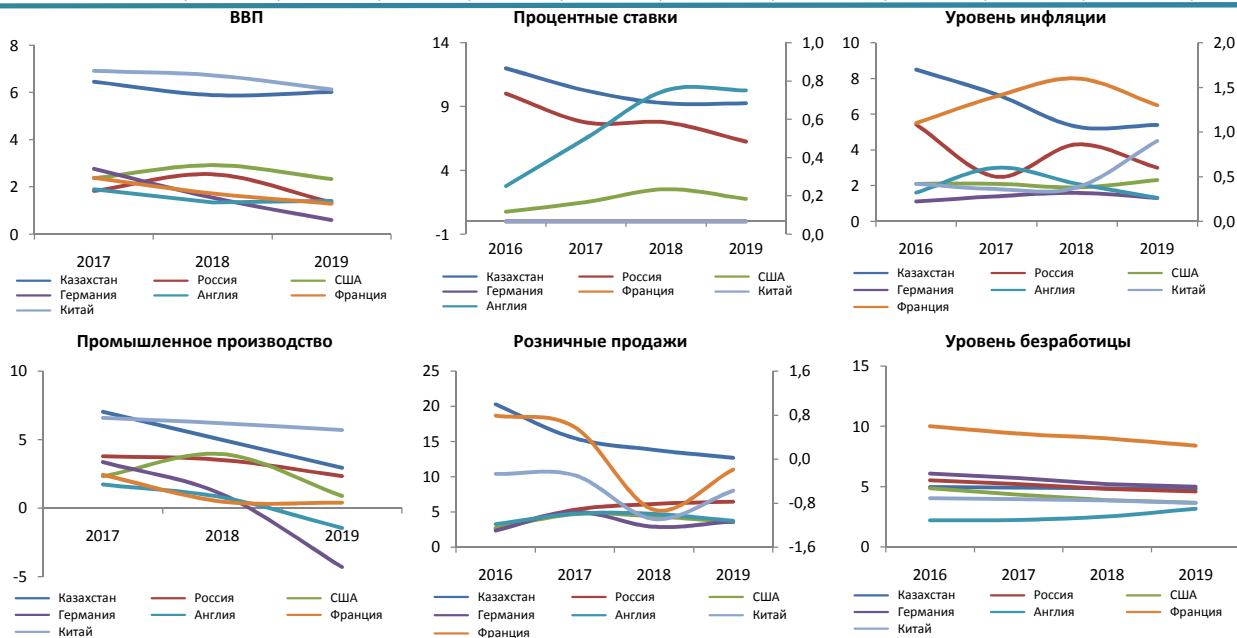 ВВП
8
6
4
2
0
2017 2018 2019
Казахстан Россия США
Германия Англия Франция
Китай
Процентные ставки
14
9
4
-1
1,0
0,8
0,6
0,4
0,2
0,0
2016 2017 2018 2019
Казахстан Россия США
Германия Франция Китай
Англия
Уровень инфляции
10
8
6
4
2
0
2,0
1,5
1,0
0,5
0,0
2016 2017 2018 2019
Казахстан Россия США
Германия Англия Китай
Франция
Промышленное производство
10
5
0
-5
2017 2018 2019
Казахстан Россия США
Германия Англия Франция
Китай
Розничные продажи
25
20
15
10
5
0
1,6
0,8
0,0
-0,8
-1,6
2016 2017 2018 2019
Казахстан Россия США
Германия Англия Китай
Франция
Уровень безработицы
15
10
5
0
2016 2017 2018 2019
Казахстан Россия США
Германия Англия Франция
Китай